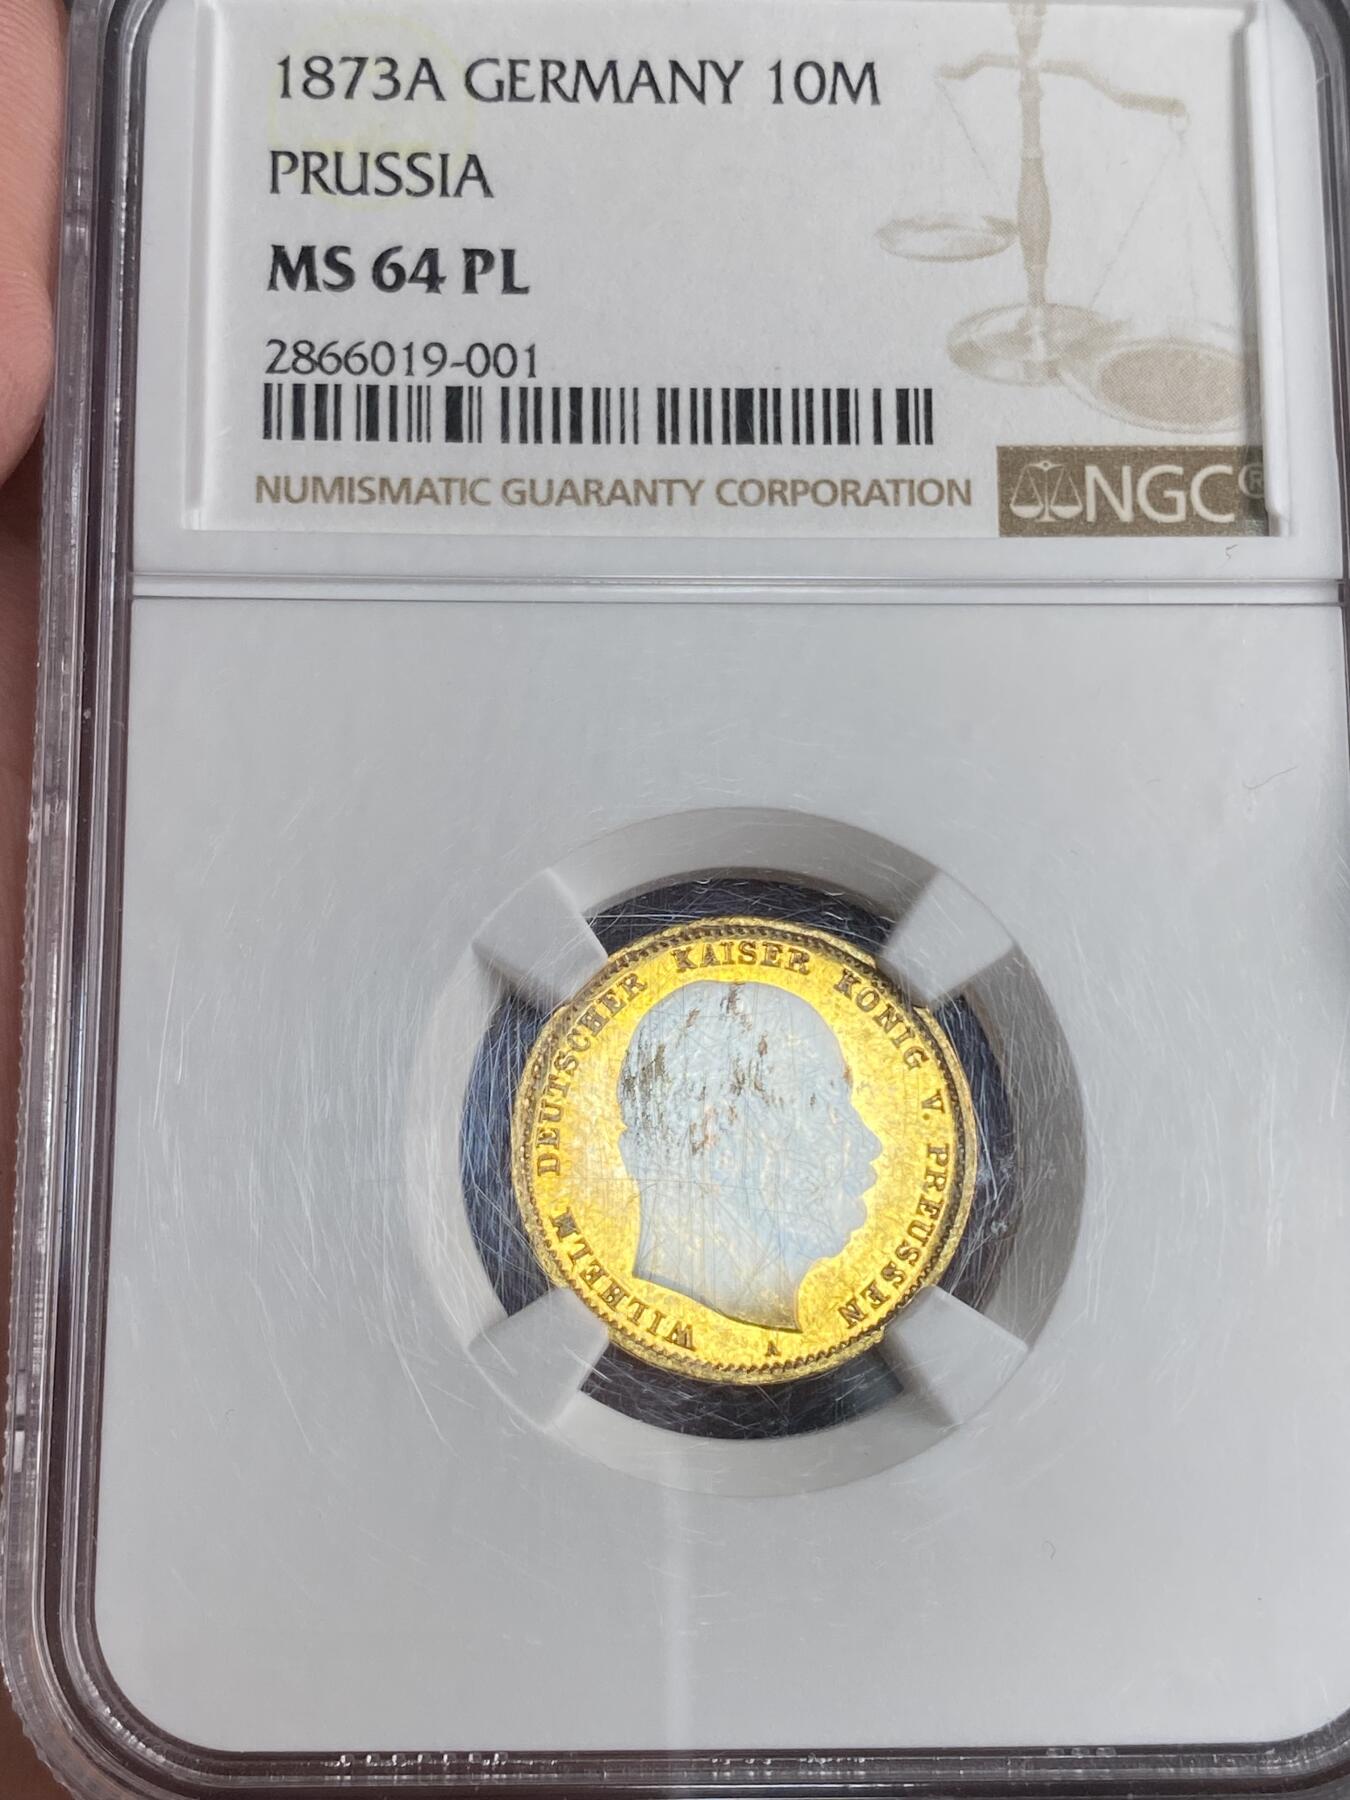 1873A GERMANY 10M
PRUSSIA
MS 64 PL
2866019-001
NUMISMATIC GUARANTY CORPORATION
NGC®
WILHELM DEUTSCHER KAISER KÖNIG V. PREUSSEN
A